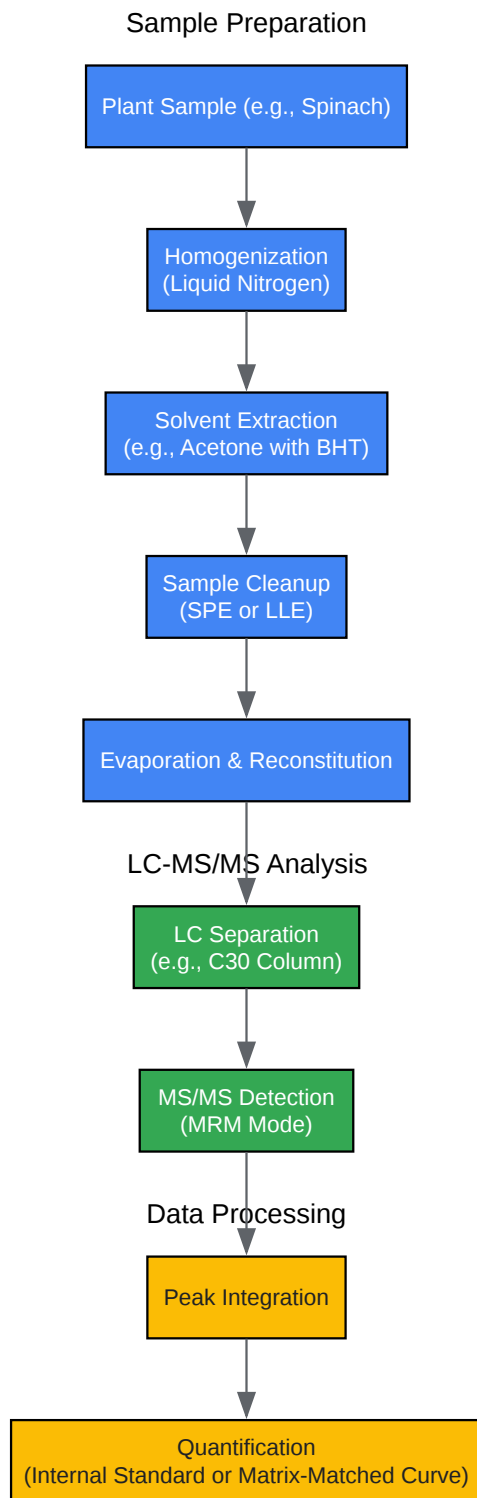 Sample Preparation
Plant Sample (e.g., Spinach)
Homogenization
(Liquid Nitrogen)
Solvent Extraction
(e.g., Acetone with BHT)
Sample Cleanup
(SPE or LLE)
Evaporation & Reconstitution
LC-MS/MS Analysis
LC Separation
(e.g., C30 Column)
MS/MS Detection
(MRM Mode)
Data Processing
Peak Integration
Quantification
(Internal Standard or Matrix-Matched Curve)